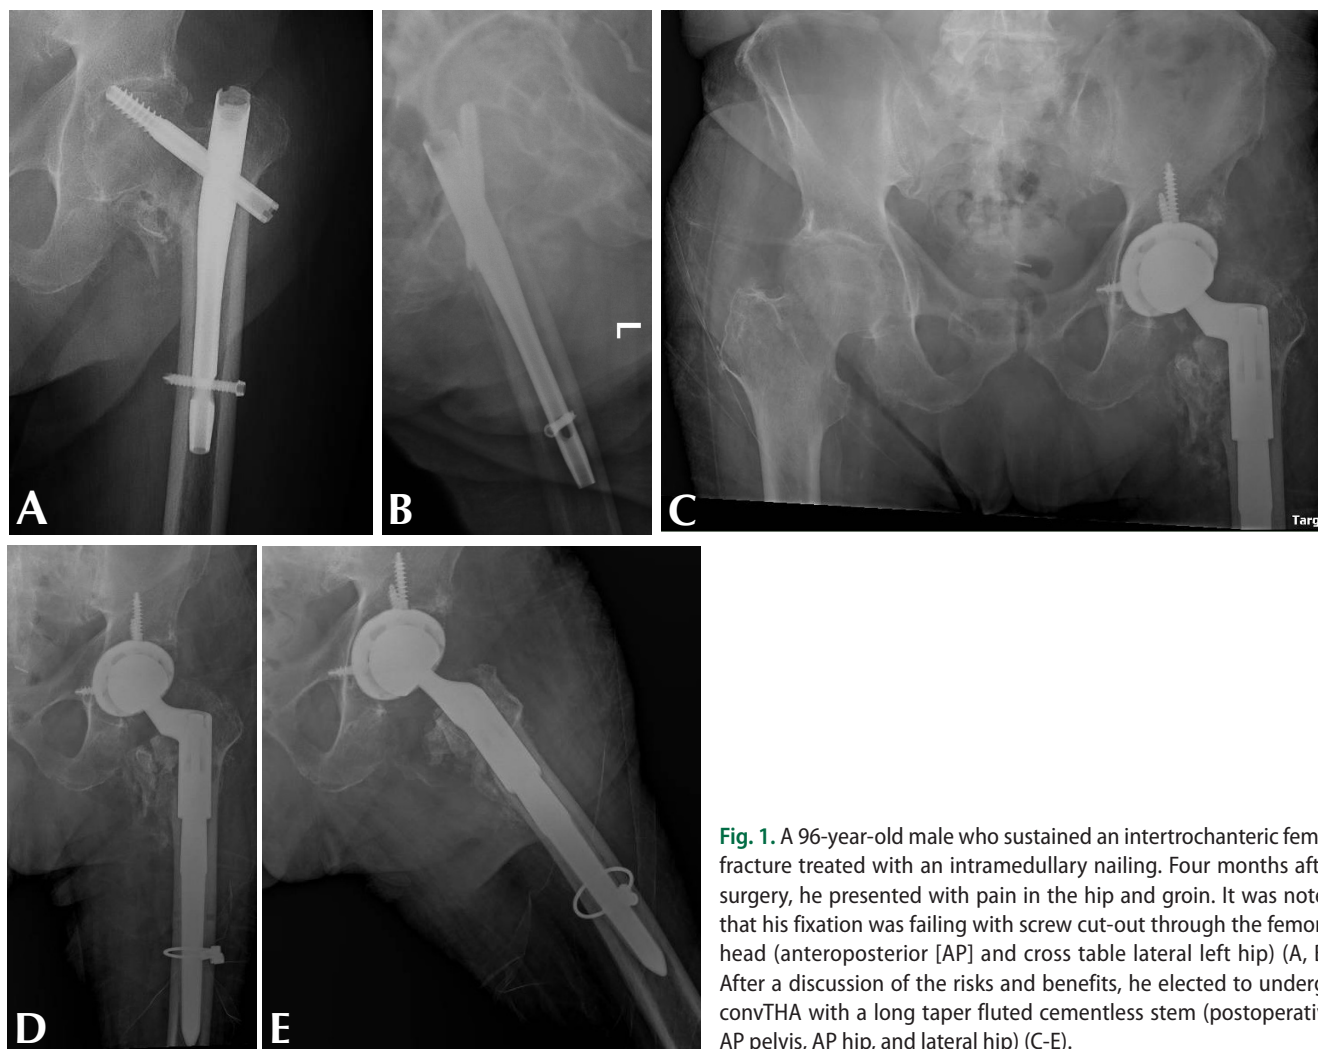 A
B
L
C
Targ
D
E
Fig. 1. A 96-year-old male who sustained an intertrochanteric fem
fracture treated with an intramedullary nailing. Four months aft
surgery, he presented with pain in the hip and groin. It was note
that his fixation was failing with screw cut-out through the femor
head (anteroposterior [AP] and cross table lateral left hip) (A, B
After a discussion of the risks and benefits, he elected to underg
convTHA with a long taper fluted cementless stem (postoperativ
AP pelvis, AP hip, and lateral hip) (C-E).